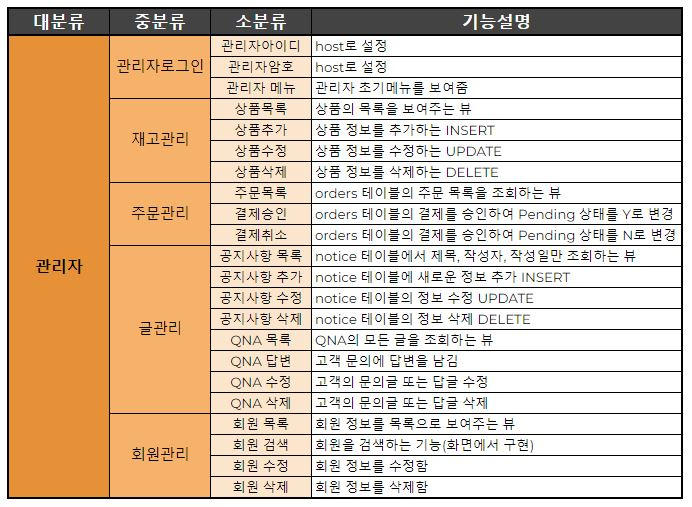 대분류 중분류 소분류 기능설명
관리자 관리자로그인 관리자아이디 host로 설정
관리자암호 host로 설정
관리자 메뉴 관리자 초기메뉴를 보여줌
재고관리 상품목록 상품의 목록을 보여주는 뷰
상품추가 상품 정보를 추가하는 INSERT
상품수정 상품 정보를 수정하는 UPDATE
상품삭제 상품 정보를 삭제하는 DELETE
주문관리 주문목록 orders 테이블의 주문 목록을 조회하는 뷰
결제승인 orders 테이블의 결제를 승인하여 Pending 상태를 Y로 변경
결제취소 orders 테이블의 결제를 승인하여 Pending 상태를 N로 변경
글관리 공지사항 목록 notice 테이블에서 제목, 작성자, 작성일만 조회하는 뷰
공지사항 추가 notice 테이블에 새로운 정보 추가 INSERT
공지사항 수정 notice 테이블의 정보 수정 UPDATE
공지사항 삭제 notice 테이블의 정보 삭제 DELETE
QNA 목록 QNA의 모든 글을 조회하는 뷰
QNA 답변 고객 문의에 답변을 남김
QNA 수정 고객의 문의글 또는 답글 수정
QNA 삭제 고객의 문의글 또는 답글 삭제
회원관리 회원 목록 회원 정보를 목록으로 보여주는 뷰
회원 검색 회원을 검색하는 기능(화면에서 구현)
회원 수정 회원 정보를 수정함
회원 삭제 회원 정보를 삭제함